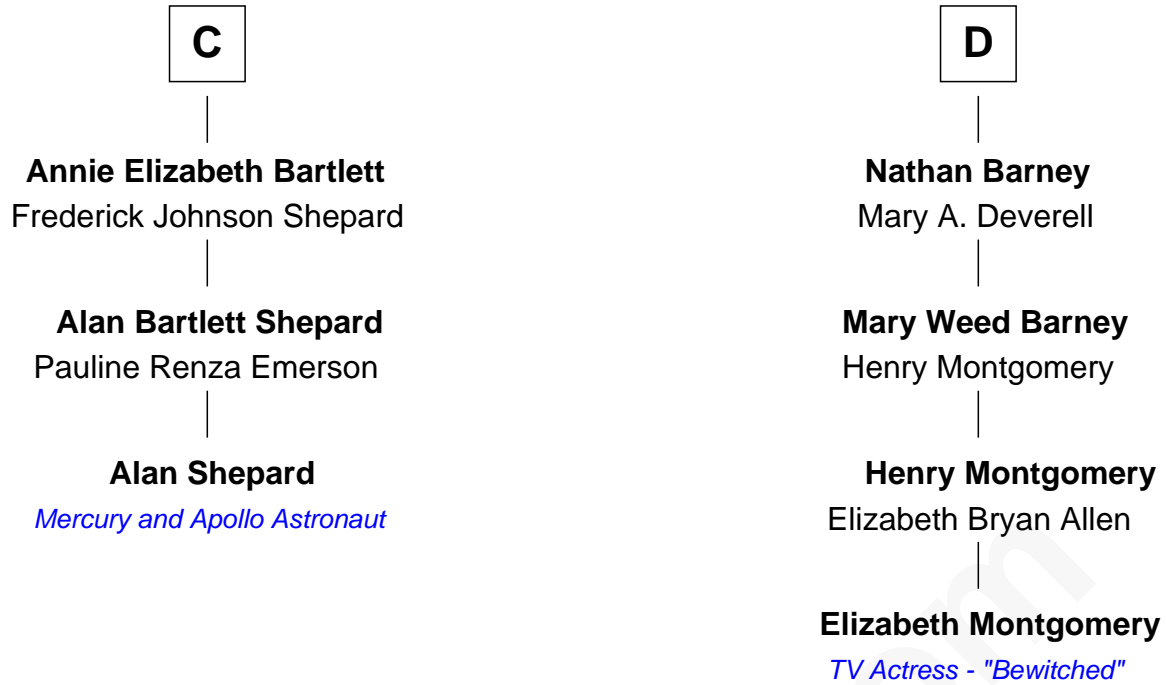 C
Annie Elizabeth Bartlett
Frederick Johnson Shepard
Alan Bartlett Shepard
Pauline Renza Emerson
Alan Shepard
Mercury and Apollo Astronaut
D
Nathan Barney
Mary A. Deverell
Mary Weed Barney
Henry Montgomery
Henry Montgomery
Elizabeth Bryan Allen
Elizabeth Montgomery
TV Actress - "Bewitched"